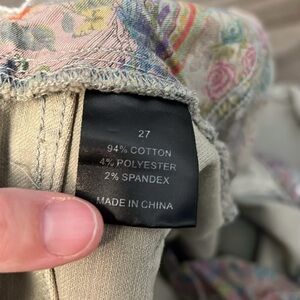 27
94% COTTON
4% POLYESTER
2% SPANDEX
MADE IN CHINA